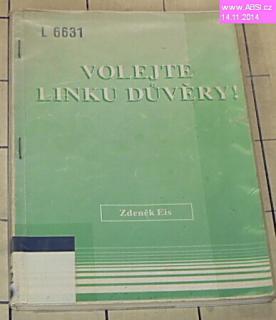 www.ABSI.cz
14.11.2014
L 6631
VOLEJTE
LINKU DŮVĚRY!
Zdeněk Eis